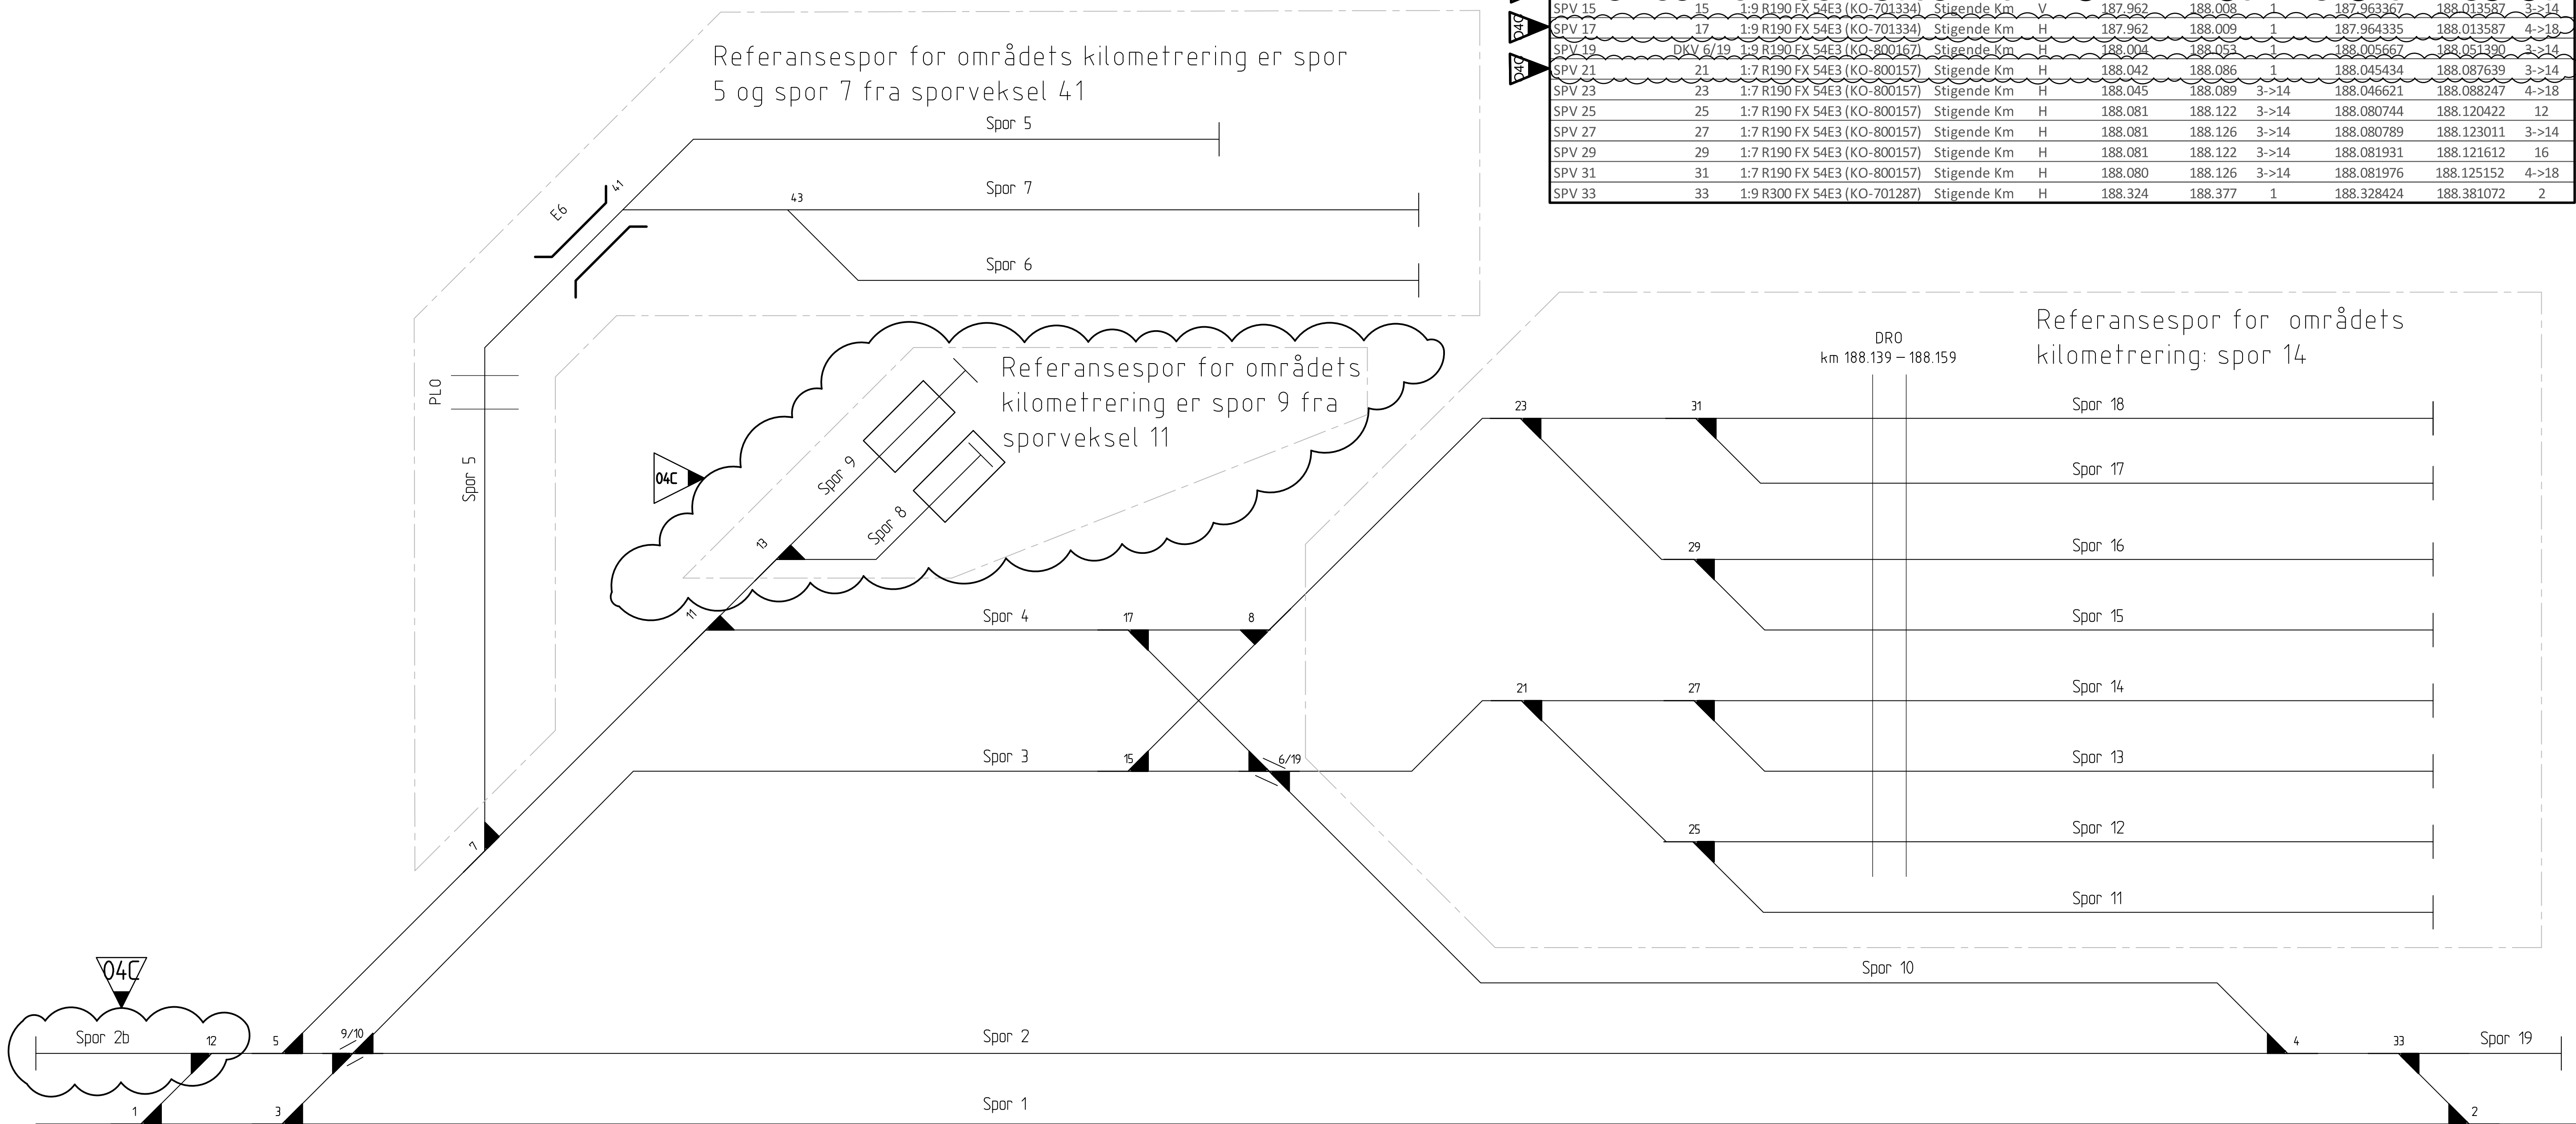 SPV 15 15 1:9 R190 FX 54E3 (KO-701334) Stigende Km V 187.962 188.008 1 187.963367 188.013587 3->14
04C SPV 17 17 1:9 R190 FX 54E3 (KO-701334) Stigende Km H 187.962 188.009 1 187.964335 188.013587 4->18
SPV 19 DKV 6/19 1:9 R190 FX 54E3 (KO-800167) Stigende Km H 188.004 188.053 1 188.005667 188.051390 3->14
04C SPV 21 21 1:7 R190 FX 54E3 (KO-800157) Stigende Km H 188.042 188.086 1 188.045434 188.087639 3->14
SPV 23 23 1:7 R190 FX 54E3 (KO-800157) Stigende Km H 188.045 188.089 3->14 188.046621 188.088247 4->18
SPV 25 25 1:7 R190 FX 54E3 (KO-800157) Stigende Km H 188.081 188.122 3->14 188.080744 188.120422 12
SPV 27 27 1:7 R190 FX 54E3 (KO-800157) Stigende Km H 188.081 188.126 3->14 188.080789 188.123011 3->14
SPV 29 29 1:7 R190 FX 54E3 (KO-800157) Stigende Km H 188.081 188.122 3->14 188.081931 188.121612 16
SPV 31 31 1:7 R190 FX 54E3 (KO-800157) Stigende Km H 188.080 188.126 3->14 188.081976 188.125152 4->18
SPV 33 33 1:9 R300 FX 54E3 (KO-701287) Stigende Km H 188.324 188.377 1 188.328424 188.381072 2
Referansespor for områdets kilometrering er spor
5 og spor 7 fra sporveksel 41
Spor 5
41
E6
Spor 7
43
Spor 6
PLO
Spor 5
7
Referansespor for områdets
kilometrering er spor 9 fra
sporveksel 11
04C
Spor 9
Spor 8
13
11
Spor 4
17
8
Spor 3
15
6/19
DRO
km 188.139 – 188.159
Referansespor for områdets
kilometrering: spor 14
23
31
Spor 18
Spor 17
29
Spor 16
Spor 15
21
27
Spor 14
Spor 13
25
Spor 12
Spor 11
Spor 10
04C
Spor 2b
12
5
9/10
Spor 2
4
33
Spor 19
1
3
Spor 1
2